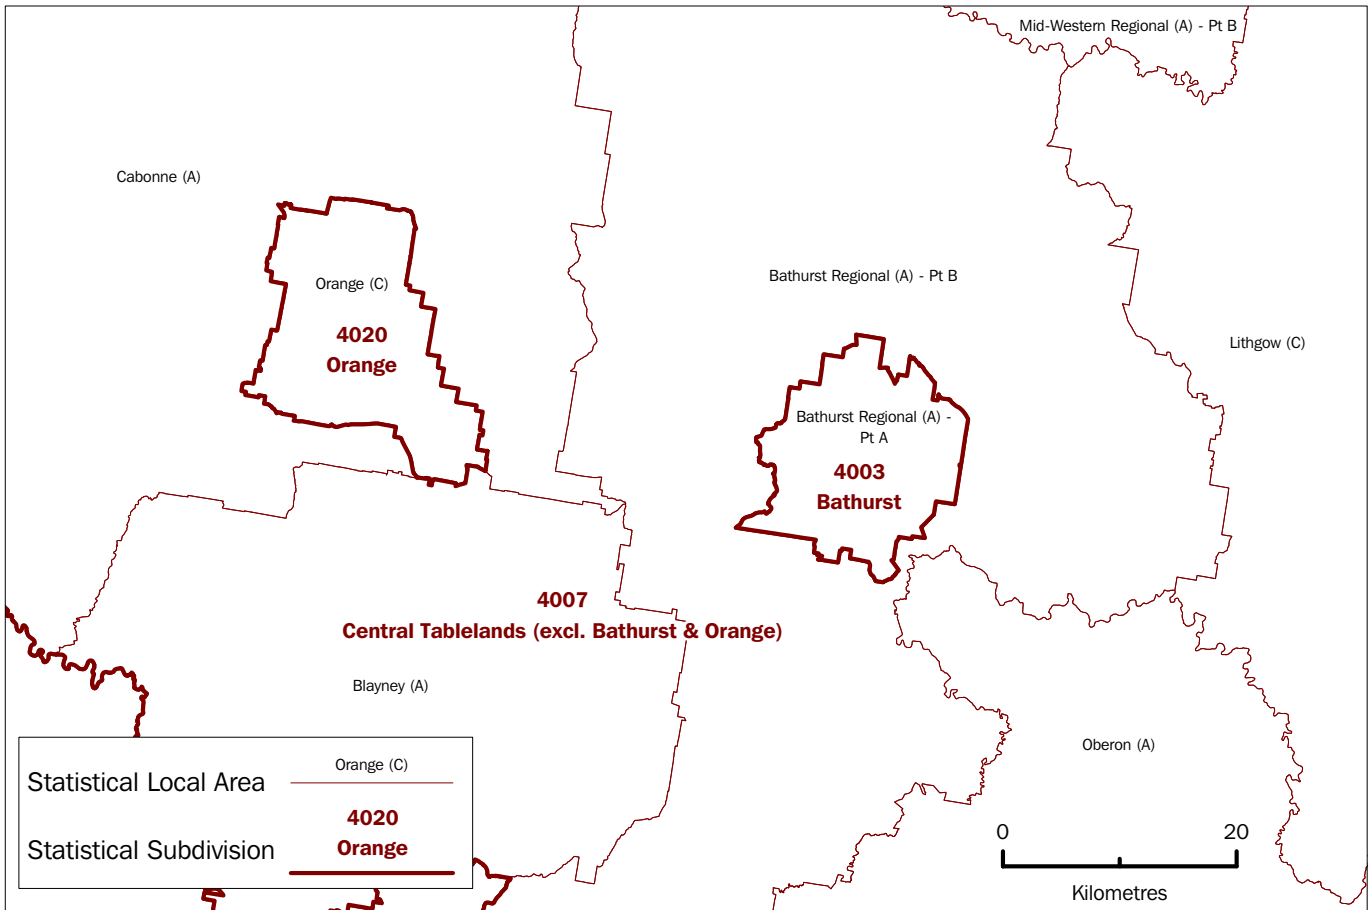 Mid-Western Regional (A) - Pt B
Cabonne (A)
Bathurst Regional (A) - Pt B
Orange (C)
4020
Orange
Lithgow (C)
Bathurst Regional (A) -
Pt A
4003
Bathurst
4007
Central Tablelands (excl. Bathurst & Orange)
Blayney (A)
Oberon (A)
Statistical Local Area
Orange (C)
Statistical Subdivision
4020
Orange
0 20
Kilometres